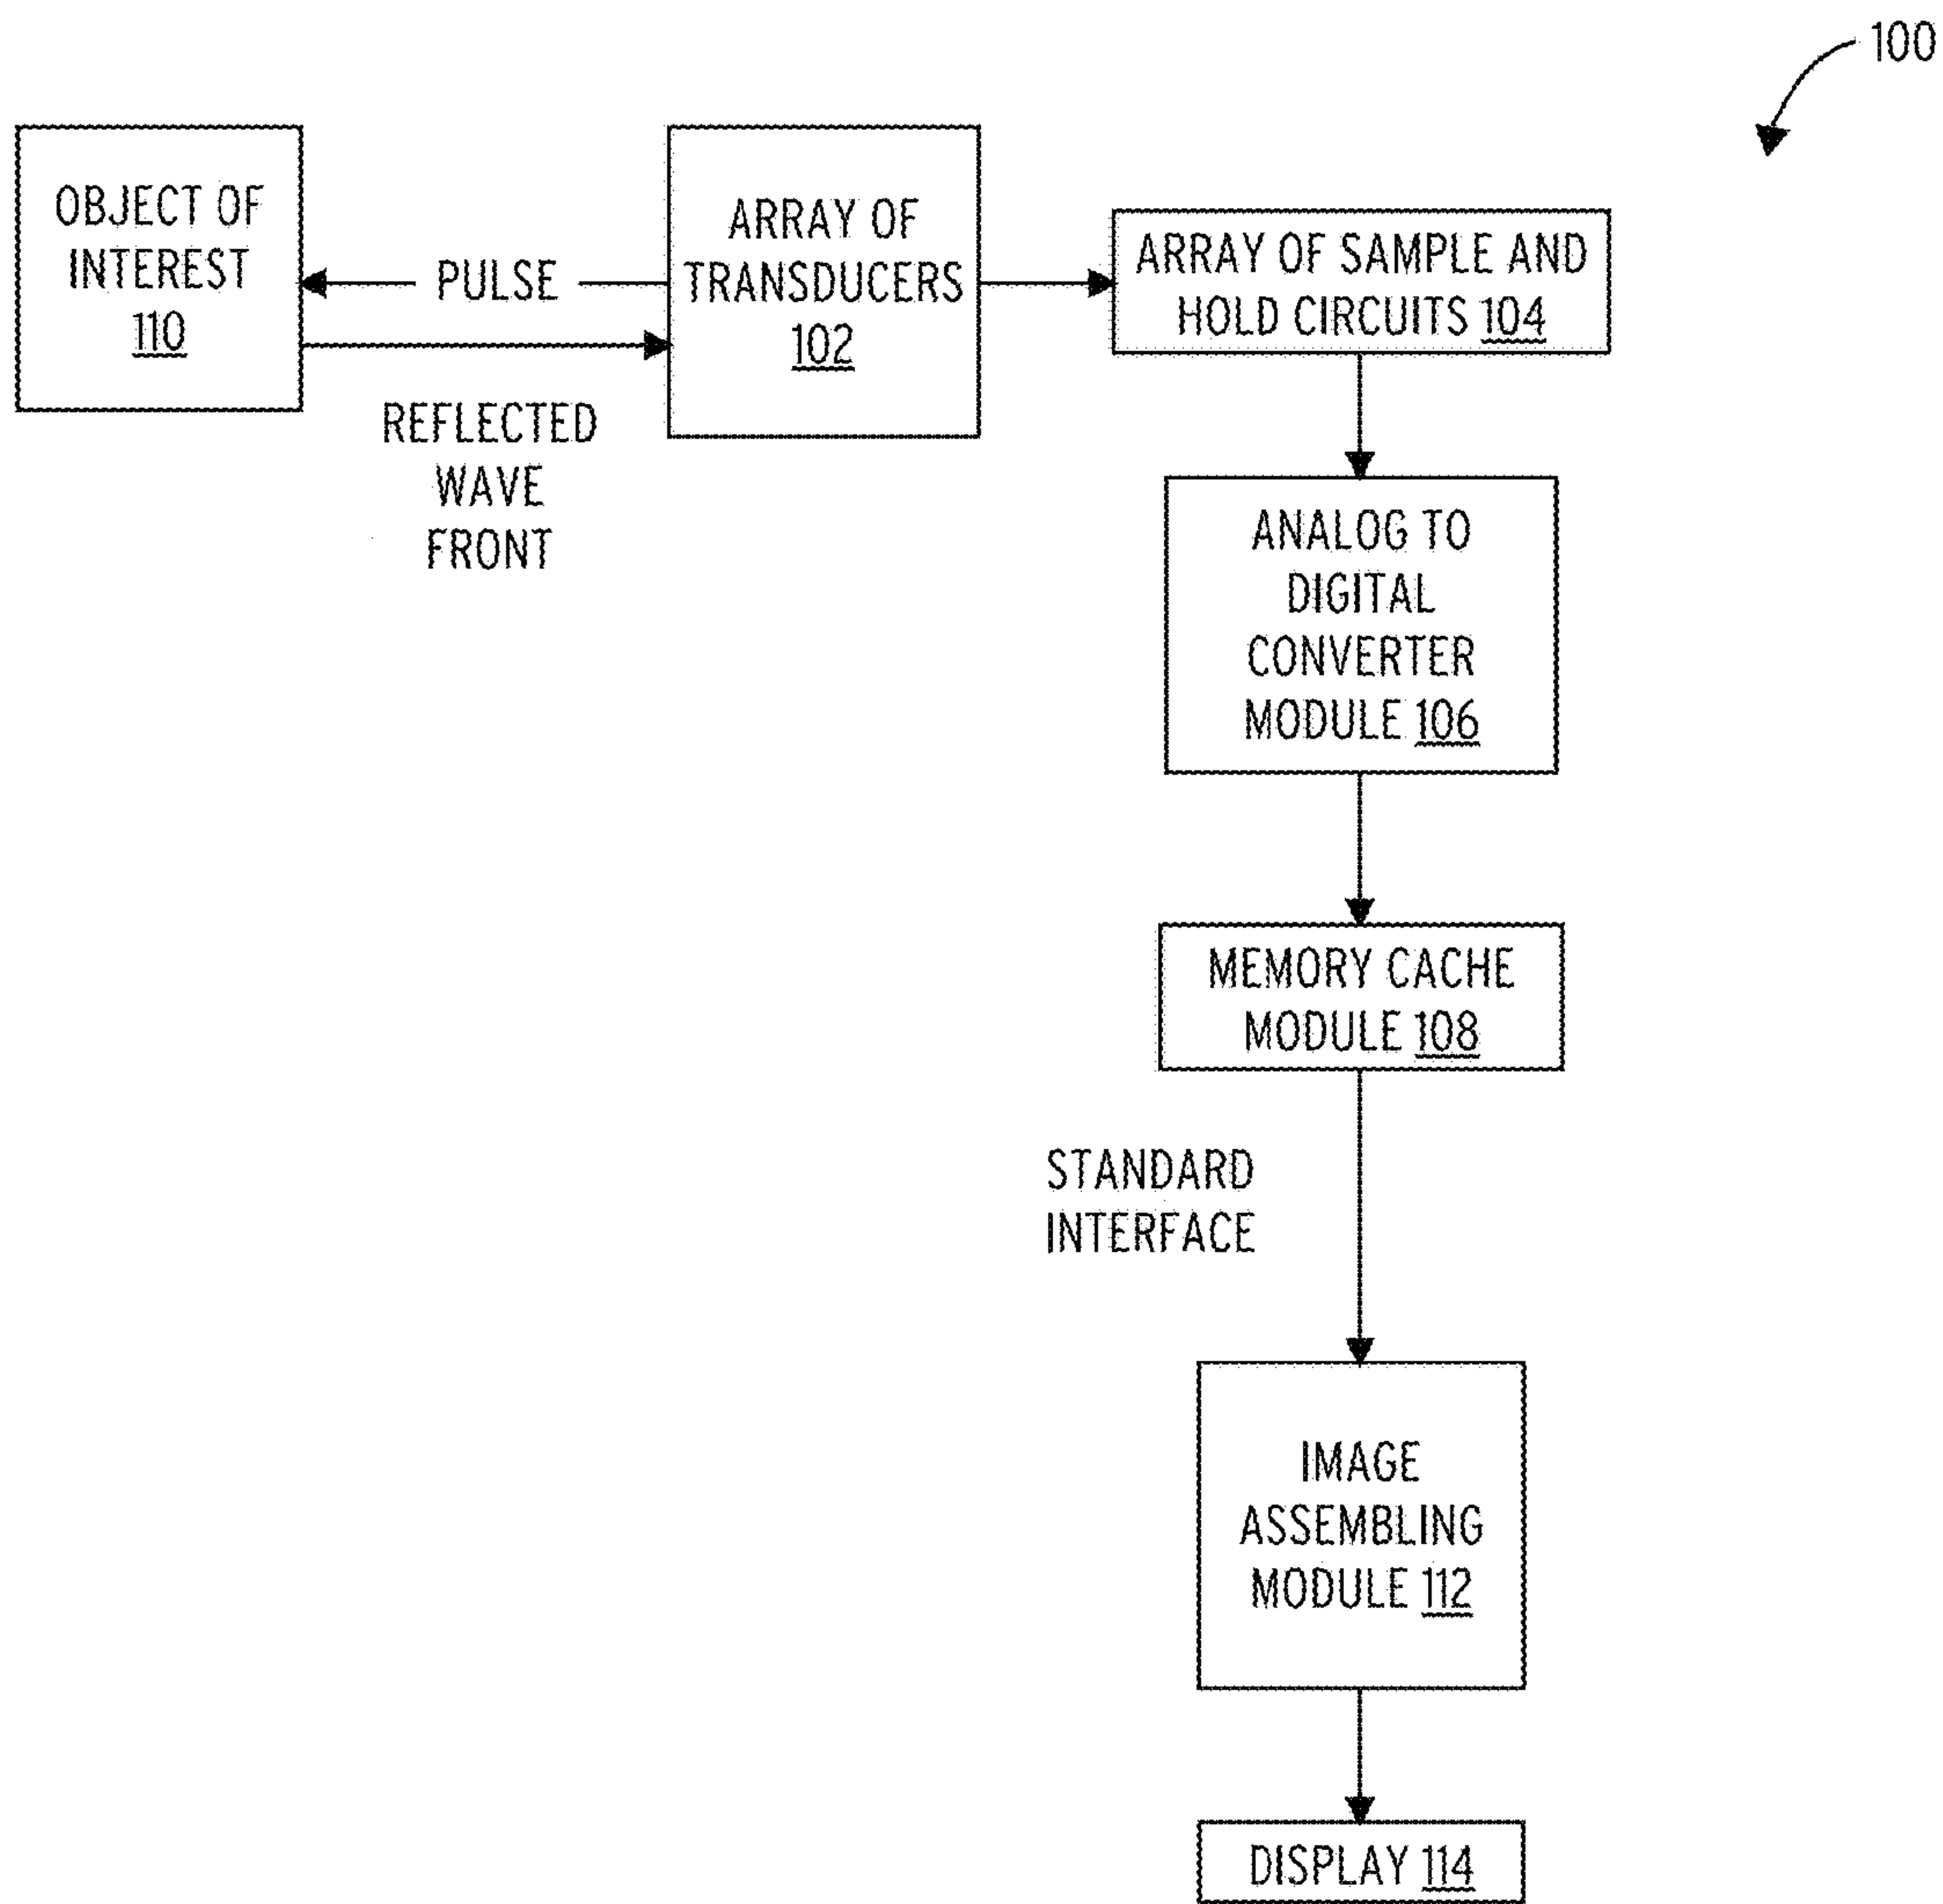 100
OBJECT OF
INTEREST
110
PULSE
REFLECTED
WAVE
FRONT
ARRAY OF
TRANSDUCERS
102
ARRAY OF SAMPLE AND
HOLD CIRCUITS 104
ANALOG TO
DIGITAL
CONVERTER
MODULE 106
MEMORY CACHE
MODULE 108
STANDARD
INTERFACE
IMAGE
ASSEMBLING
MODULE 112
DISPLAY 114